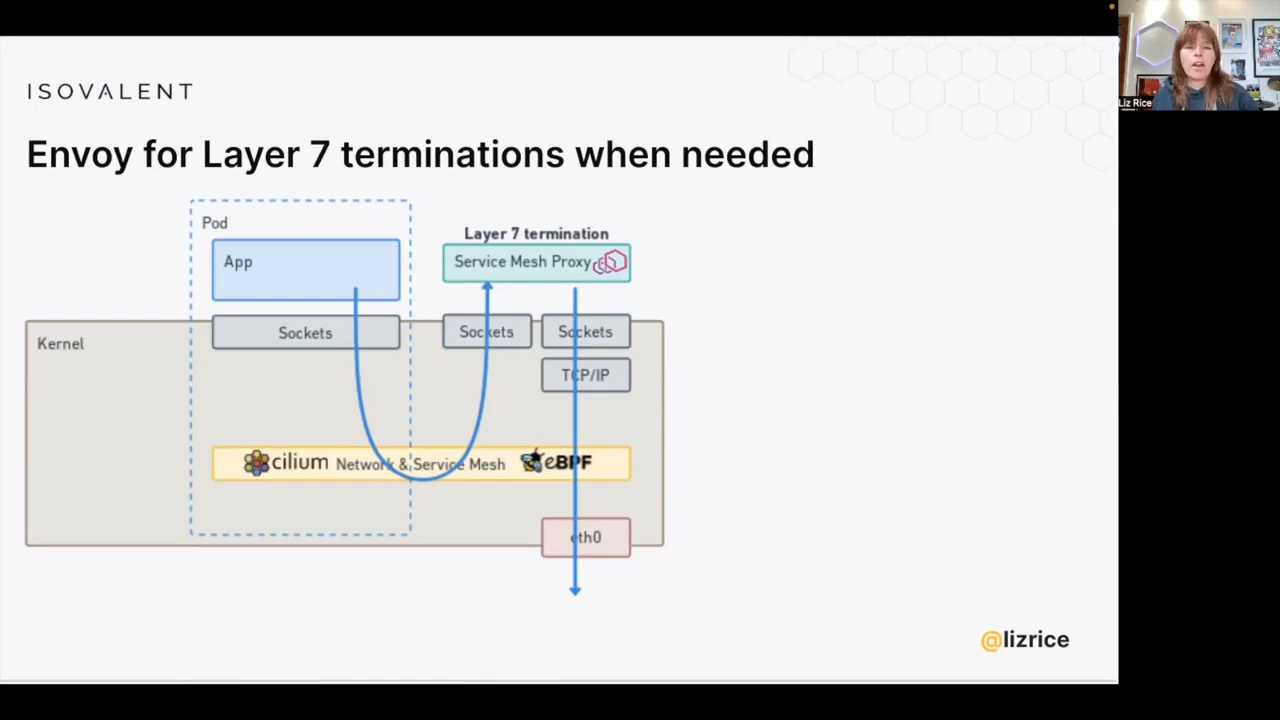 Liz Rice
ISOVALENT
Envoy for Layer 7 terminations when needed
Pod
App
Layer 7 termination
Service Mesh Proxy
Kernel
Sockets
Sockets
Sockets
TCP/IP
cilium Network & Service Mesh eBPF
eth0
@lizrice